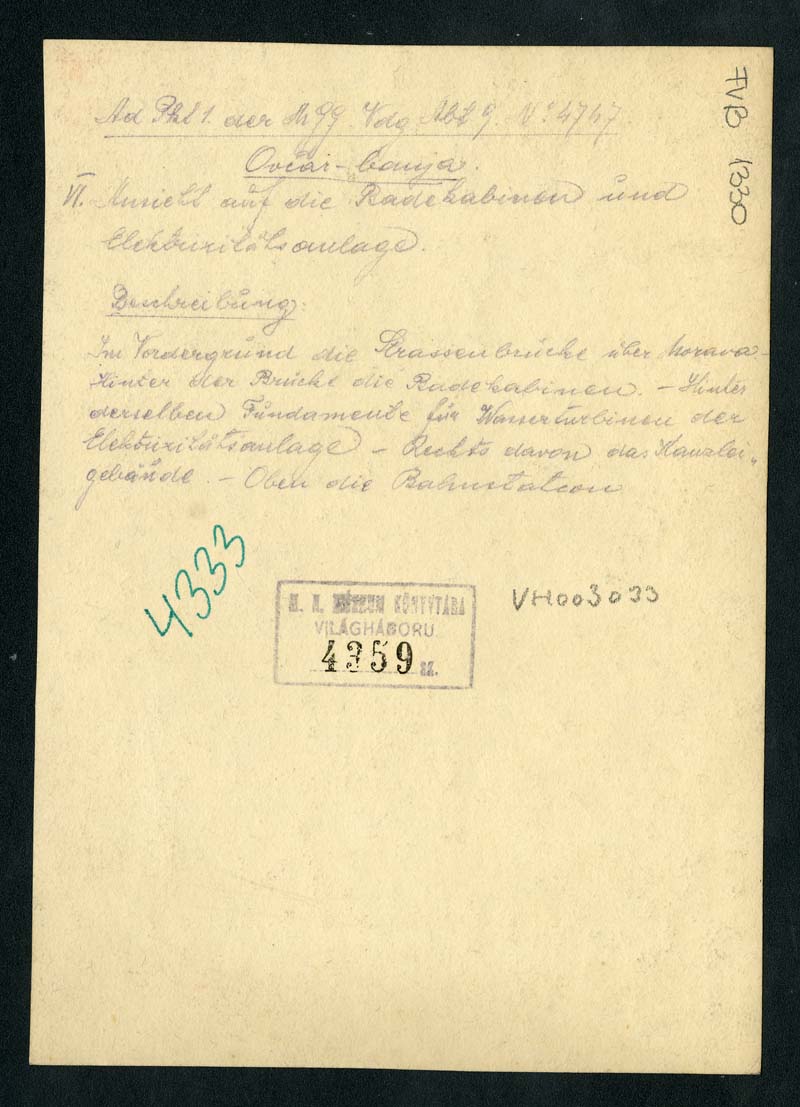 Ad Pkt 1. der M99. Vdg. Abt 9. No 4747
Ovčar-banja.
VI. Ansicht auf die Badekabinen und
Elektrizitätsanlage.
Beschreibung:
Im Vordergrund die Strassenbrücke über Morava -
Hinter der Brücke die Badekabinen. - Hinter
derselben Fundamente für Wasserturbinen der
Elektrizitätsanlage - Rechts davon das Kanzlei„
gebäude. - Oben die Bahnstation
FVB 1330
4333
M. N. MÚZEUM KÖNYVTÁRA
VILÁGHÁBORU
4359 SZ.
VH003033